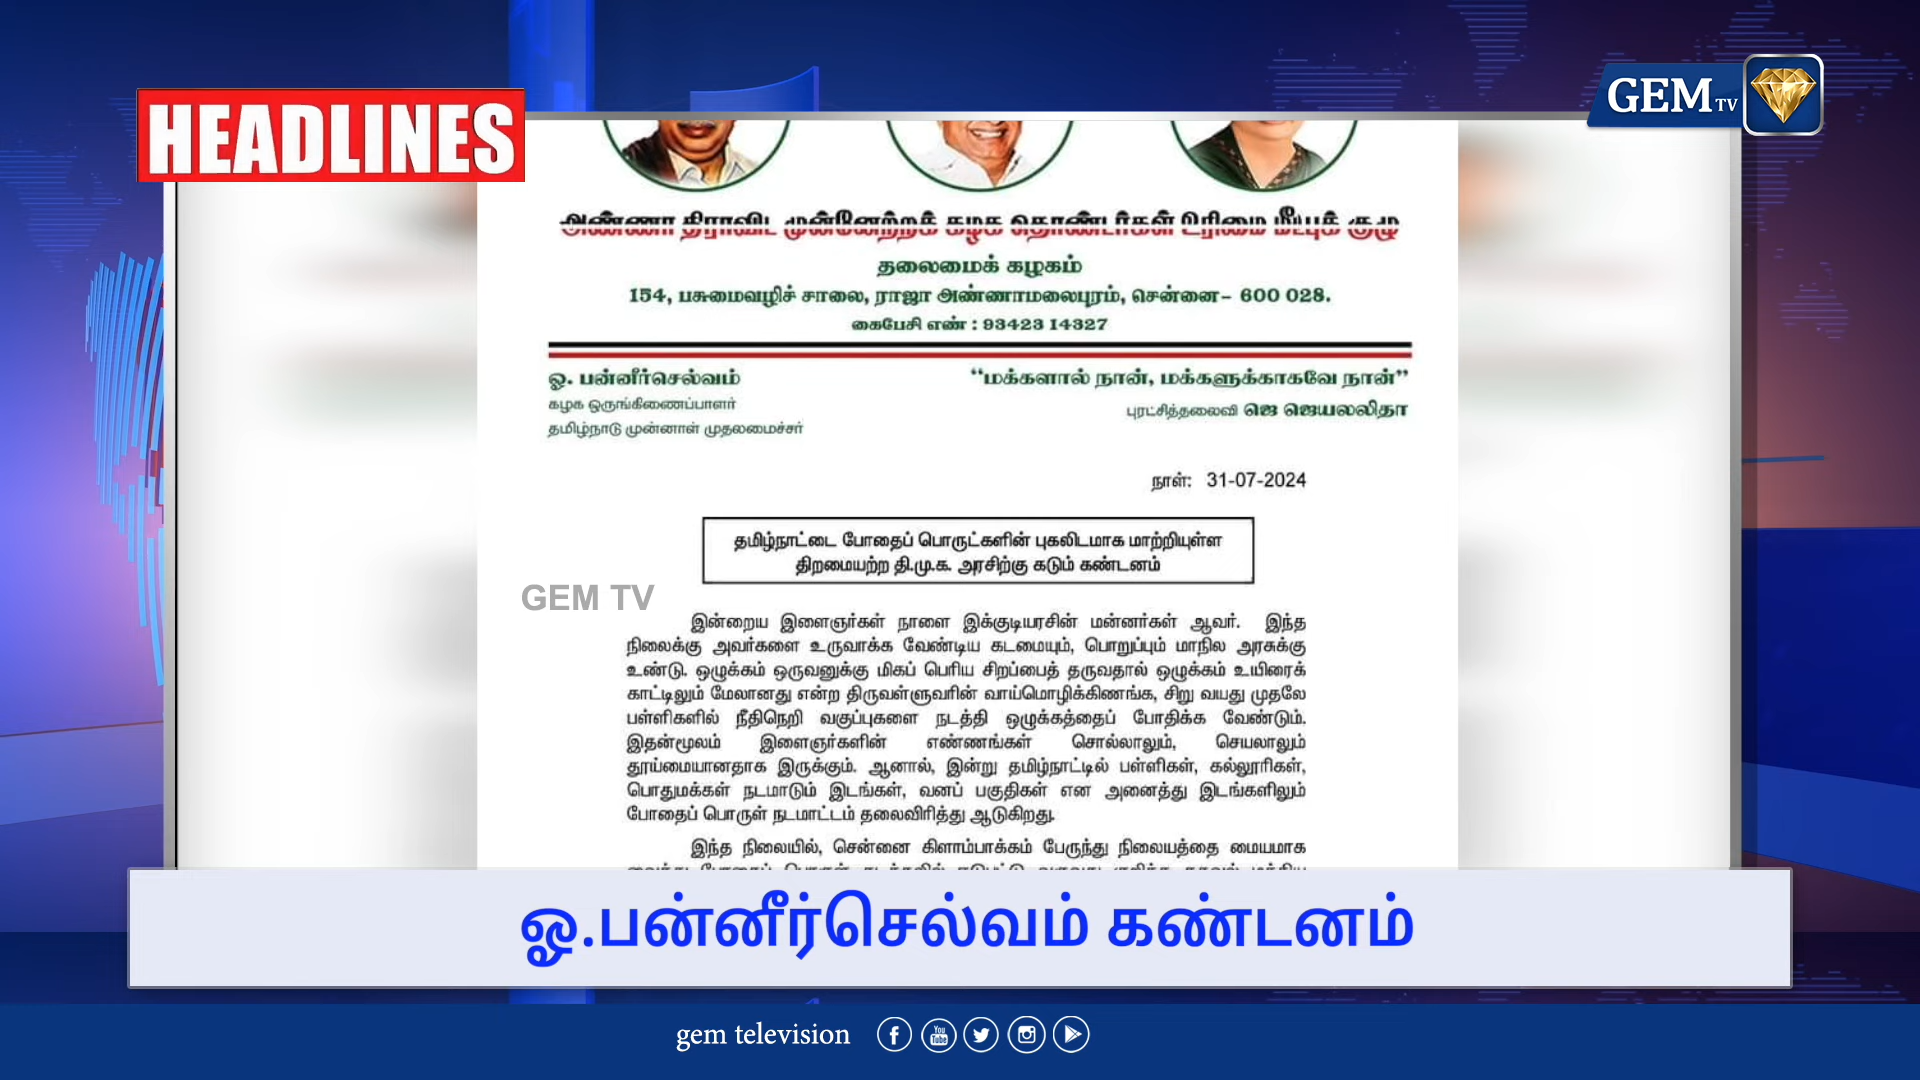 HEADLINES
GEM TV
அண்ணா திராவிட முன்னேற்றக் கழக தொண்டர்கள் உரிமை மீட்புக் குழு
தலைமைக் கழகம்
154, பசுமைவழிச் சாலை, ராஜா அண்ணாமலைபுரம், சென்னை– 600 028.
கைபேசி எண் : 93423 14327
ஓ. பன்னீர்செல்வம்
கழக ஒருங்கிணைப்பாளர்
தமிழ்நாடு முன்னாள் முதலமைச்சர்
“மக்களால் நான், மக்களுக்காகவே நான்”
புரட்சித்தலைவி ஜெ ஜெயலலிதா
நாள்: 31-07-2024
தமிழ்நாட்டை போதைப் பொருட்களின் புகலிடமாக மாற்றியுள்ள
திறமையற்ற தி.மு.க. அரசிற்கு கடும் கண்டனம்
GEM TV
இன்றைய இளைஞர்கள் நாளை இக்குடியரசின் மன்னர்கள் ஆவர். இந்த
நிலைக்கு அவர்களை உருவாக்க வேண்டிய கடமையும், பொறுப்பும் மாநில அரசுக்கு
உண்டு. ஒழுக்கம் ஒருவனுக்கு மிகப் பெரிய சிறப்பைத் தருவதால் ஒழுக்கம் உயிரைக்
காட்டிலும் மேலானது என்ற திருவள்ளுவரின் வாய்மொழிக்கிணங்க, சிறு வயது முதலே
பள்ளிகளில் நீதிநெறி வகுப்புகளை நடத்தி ஒழுக்கத்தைப் போதிக்க வேண்டும்.
இதன்மூலம் இளைஞர்களின் எண்ணங்கள் சொல்லாலும், செயலாலும்
தூய்மையானதாக இருக்கும். ஆனால், இன்று தமிழ்நாட்டில் பள்ளிகள், கல்லூரிகள்,
பொதுமக்கள் நடமாடும் இடங்கள், வனப் பகுதிகள் என அனைத்து இடங்களிலும்
போதைப் பொருள் நடமாட்டம் தலைவிரித்து ஆடுகிறது.
இந்த நிலையில், சென்னை கிளாம்பாக்கம் பேருந்து நிலையத்தை மையமாக
ஓ.பன்னீர்செல்வம் கண்டனம்
gem television